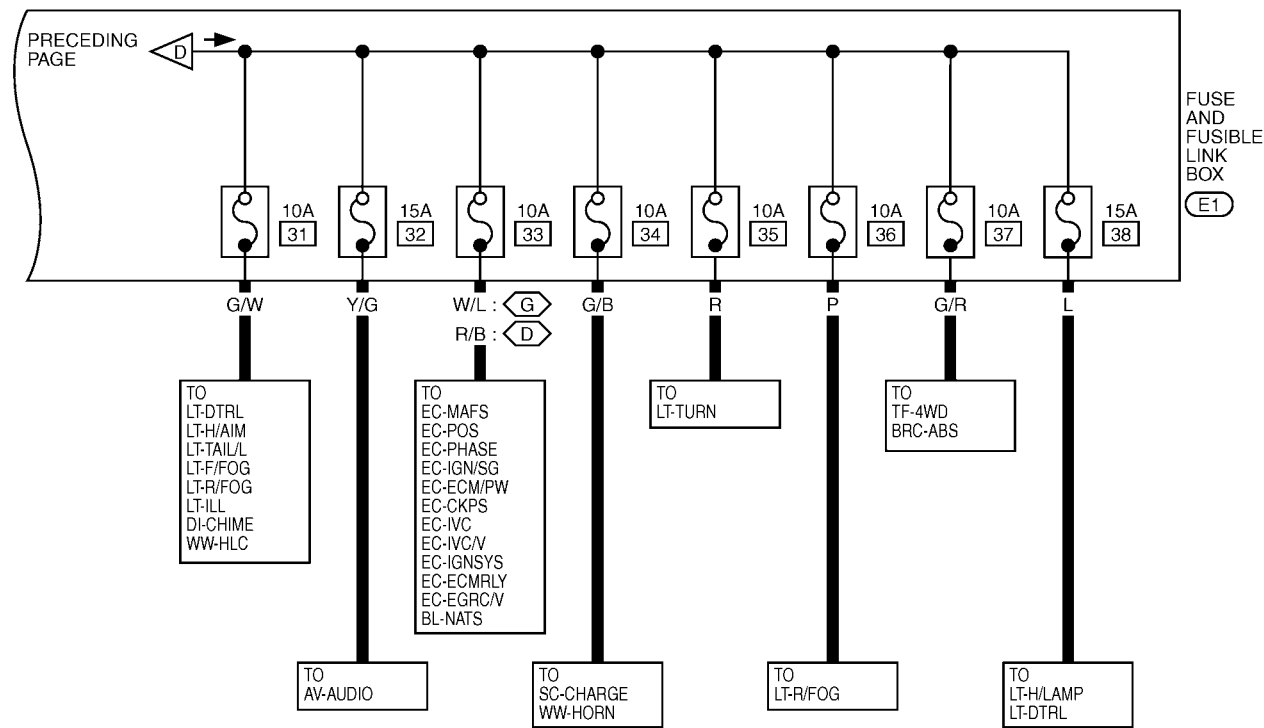 PRECEDING
PAGE
D
FUSE
AND
FUSIBLE
LINK
BOX
E1
10A
31
15A
32
10A
33
10A
34
10A
35
10A
36
10A
37
15A
38
G/W
Y/G
W/L : G
R/B : D
G/B
R
P
G/R
L
TO
LT-DTRL
LT-H/AIM
LT-TAIL/L
LT-F/FOG
LT-R/FOG
LT-ILL
DI-CHIME
WW-HLC
TO
AV-AUDIO
TO
EC-MAFS
EC-POS
EC-PHASE
EC-IGN/SG
EC-ECM/PW
EC-CKPS
EC-IVC
EC-IVC/V
EC-IGNSYS
EC-ECMRLY
EC-EGRC/V
BL-NATS
TO
SC-CHARGE
WW-HORN
TO
LT-TURN
TO
LT-R/FOG
TO
TF-4WD
BRC-ABS
TO
LT-H/LAMP
LT-DTRL